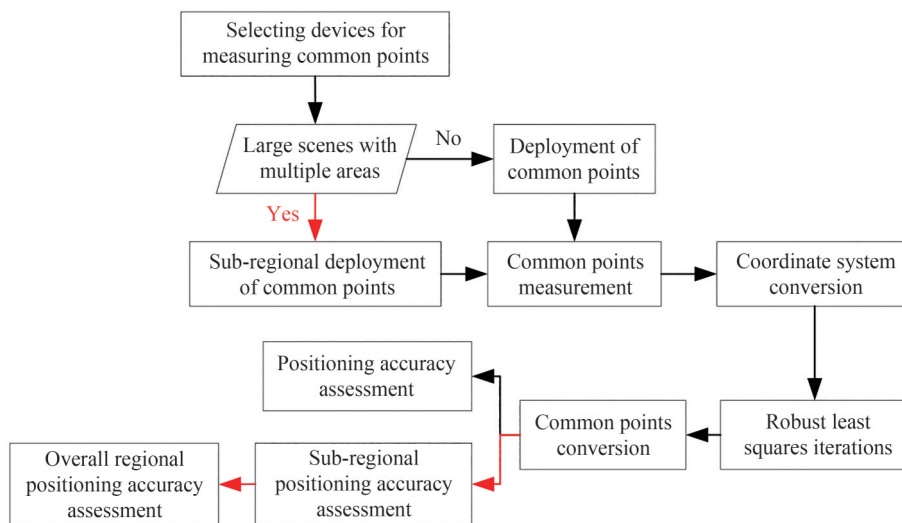 Selecting devices for
measuring common points
Large scenes with
multiple areas
No
Deployment of
common points
Yes
Sub-regional deployment
of common points
Common points
measurement
Coordinate system
conversion
Positioning accuracy
assessment
Common points
conversion
Robust least
squares iterations
Overall regional
positioning accuracy
assessment
Sub-regional
positioning accuracy
assessment